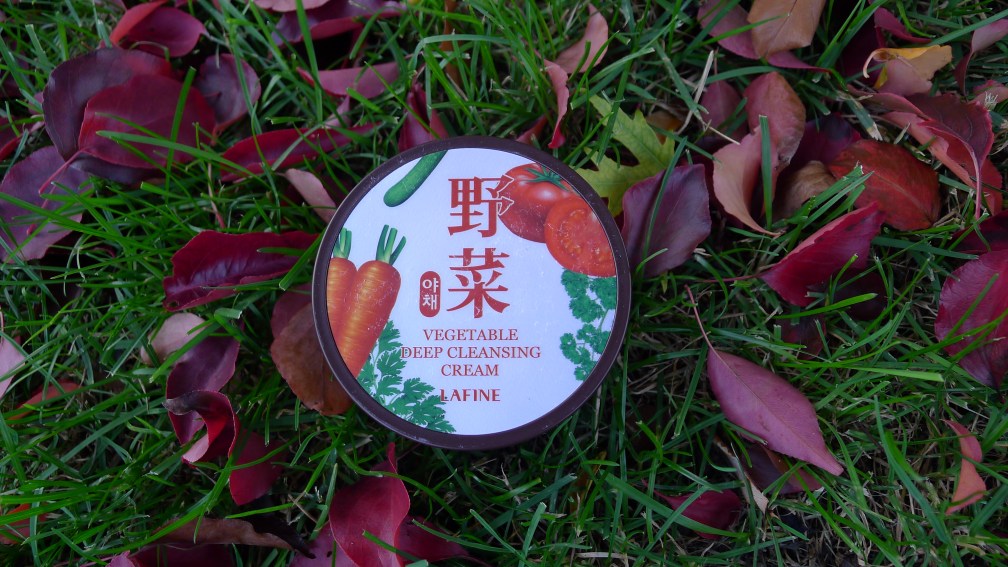 野菜
야채
VEGETABLE
DEEP CLEANSING
CREAM
LAFINE